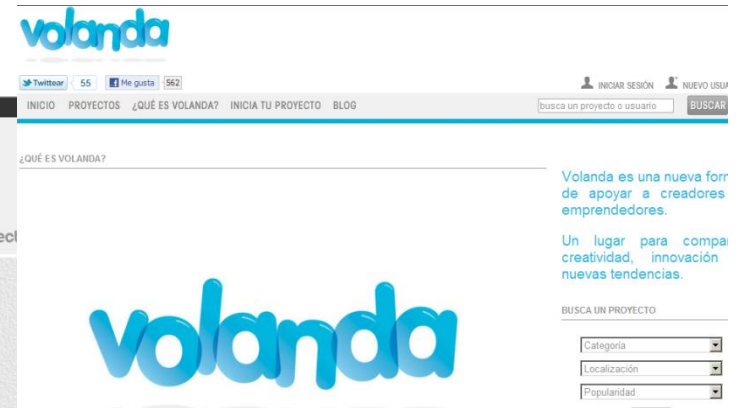 volanda
Twittear 55 Me gusta 562
INICIAR SESIÓN NUEVO USUA
INICIO PROYECTOS ¿QUÉ ES VOLANDA? INICIA TU PROYECTO BLOG
busca un proyecto o usuario BUSCAR
¿QUÉ ES VOLANDA?
Volanda es una nueva for
de apoyar a creadores
emprendedores.
Un lugar para compar
creatividad, innovación
nuevas tendencias.
volanda
BUSCA UN PROYECTO
Categoría
Localización
Popularidad